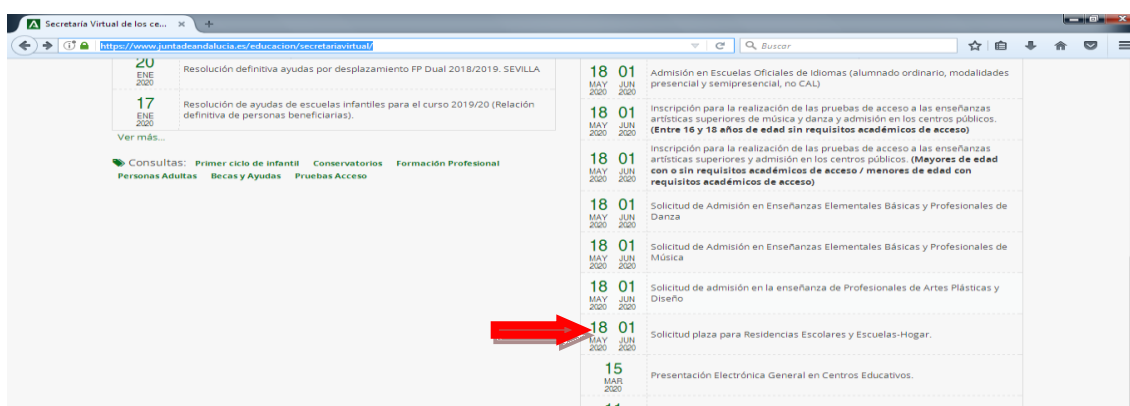 Secretaría Virtual de los ce...
https://www.juntadeandalucia.es/educacion/secretariavirtual/
Buscar
20
ENE
2020
Resolución definitiva ayudas por desplazamiento FP Dual 2018/2019. SEVILLA
17
ENE
2020
Resolución de ayudas de escuelas infantiles para el curso 2019/20 (Relación
definitiva de personas beneficiarias).
Ver más...
Consultas: Primer ciclo de infantil Conservatorios Formación Profesional
Personas Adultas Becas y Ayudas Pruebas Acceso
18 01
MAY JUN
2020 2020
Admisión en Escuelas Oficiales de Idiomas (alumnado ordinario, modalidades
presencial y semipresencial, no CAL)
18 01
MAY JUN
2020 2020
Inscripción para la realización de las pruebas de acceso a las enseñanzas
artísticas superiores de música y danza y admisión en los centros públicos.
(Entre 16 y 18 años de edad sin requisitos académicos de acceso)
18 01
MAY JUN
2020 2020
Inscripción para la realización de las pruebas de acceso a las enseñanzas
artísticas superiores y admisión en los centros públicos. (Mayores de edad
con o sin requisitos académicos de acceso / menores de edad con
requisitos académicos de acceso)
18 01
MAY JUN
2020 2020
Solicitud de Admisión en Enseñanzas Elementales Básicas y Profesionales de
Danza
18 01
MAY JUN
2020 2020
Solicitud de Admisión en Enseñanzas Elementales Básicas y Profesionales de
Música
18 01
MAY JUN
2020 2020
Solicitud de admisión en la enseñanza de Profesionales de Artes Plásticas y
Diseño
18 01
MAY JUN
2020 2020
Solicitud plaza para Residencias Escolares y Escuelas-Hogar.
15
MAR
2020
Presentación Electrónica General en Centros Educativos.